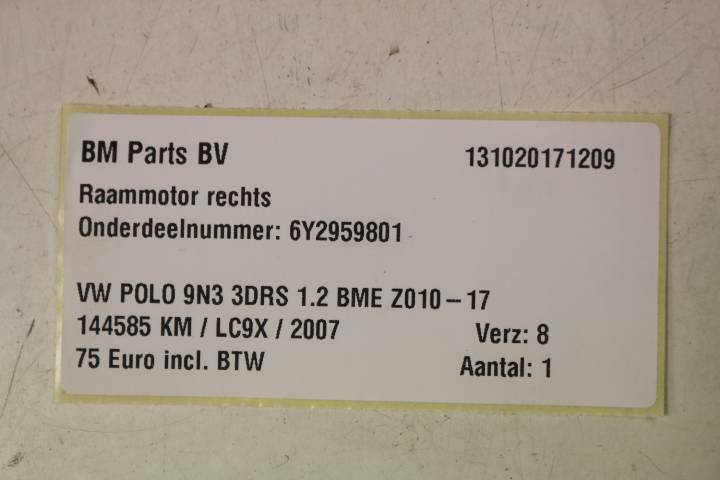 BM Parts BV 131020171209
Raammotor rechts
Onderdeelnummer: 6Y2959801
VW POLO 9N3 3DRS 1.2 BME Z010-17
144585 KM / LC9X / 2007 Verz: 8
75 Euro incl. BTW Aantal: 1